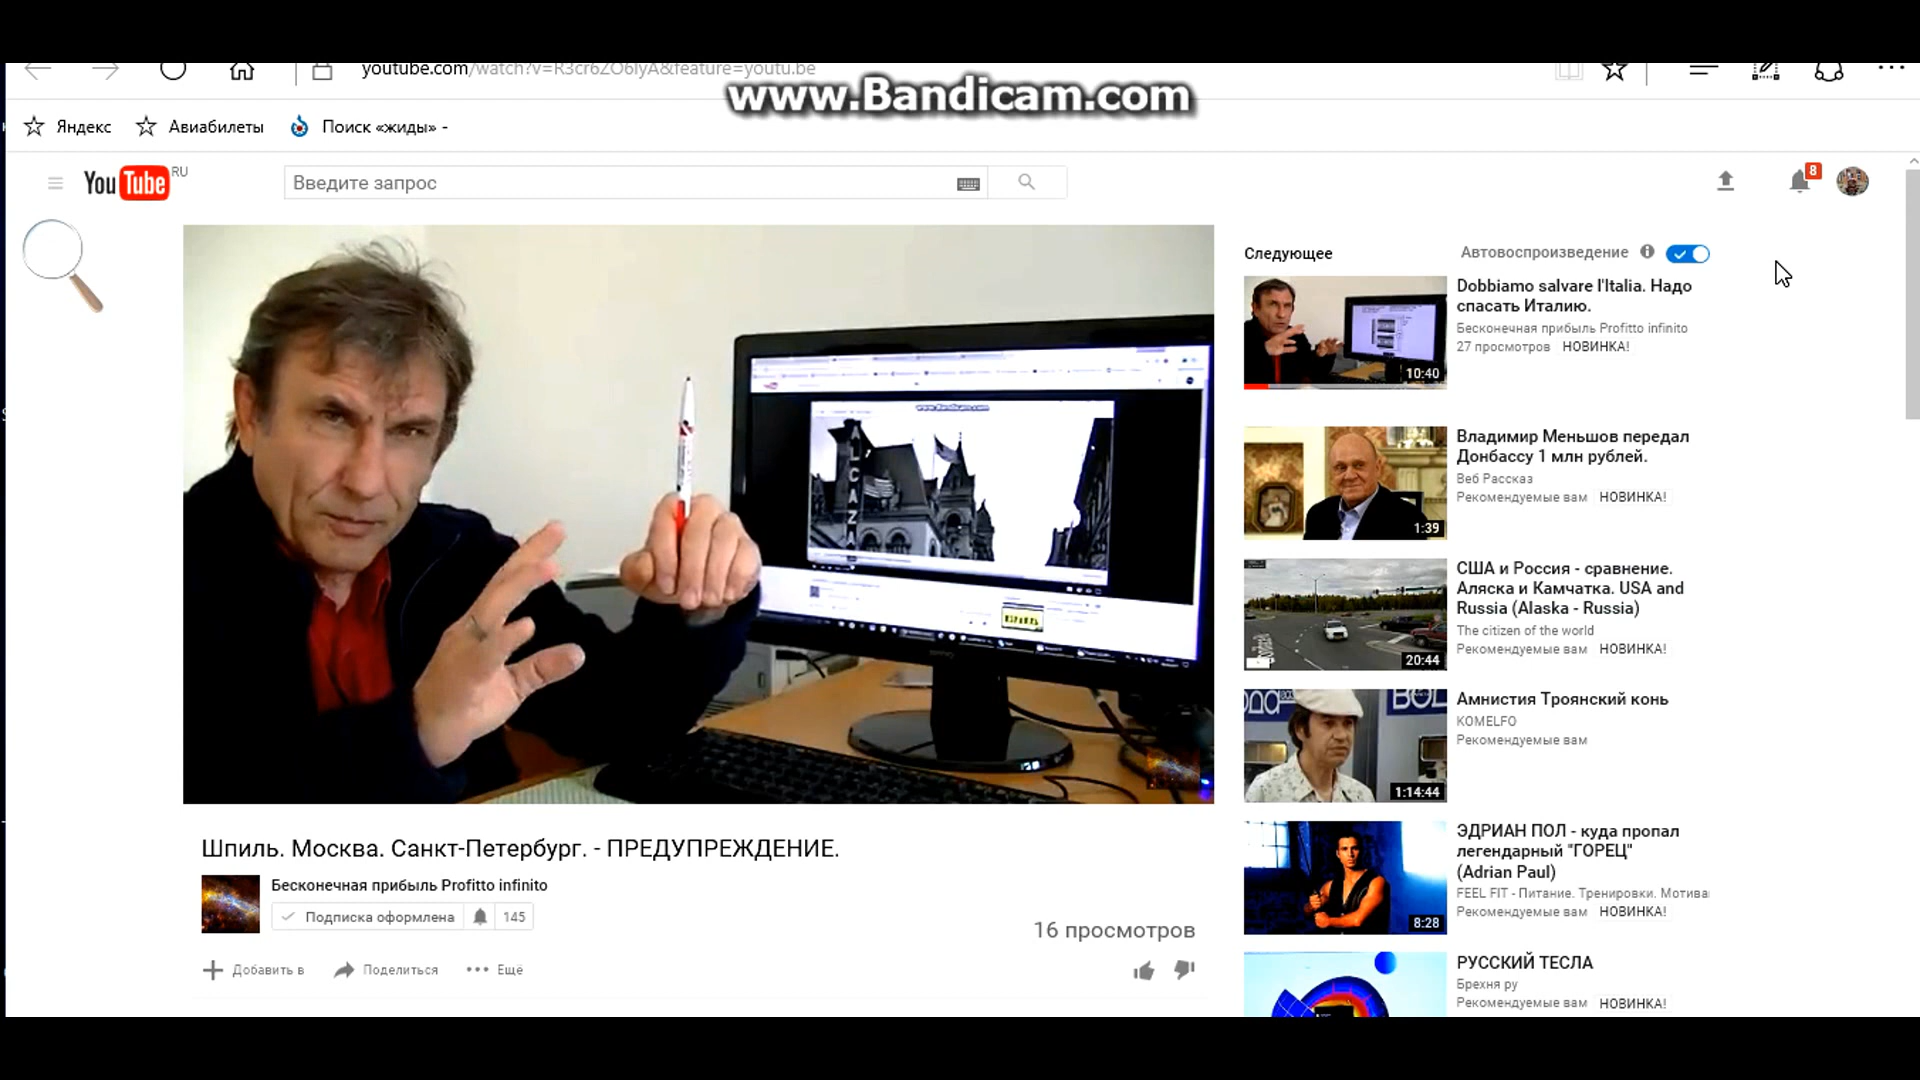 youtube.com/watch?v=R3cr6ZO6lyA&feature=youtu.be
www.Bandicam.com
Яндекс
Авиабилеты
Поиск «жиды» -
YouTube RU
Введите запрос
8
www.Bandicam.com
ALCAZA
Следующее
Автовоспроизведение
Dobbiamo salvare l'Italia. Надо
спасать Италию.
Бесконечная прибыль Profitto infinito
27 просмотров НОВИНКА!
10:40
Владимир Меньшов передал
Донбассу 1 млн рублей.
Веб Рассказ
Рекомендуемые вам НОВИНКА!
1:39
США и Россия - сравнение.
Аляска и Камчатка. USA and
Russia (Alaska - Russia)
The citizen of the world
Рекомендуемые вам НОВИНКА!
20:44
Амнистия Троянский конь
KOMELFO
Рекомендуемые вам
1:14:44
ЭДРИАН ПОЛ - куда пропал
легендарный "ГОРЕЦ"
(Adrian Paul)
FEEL FIT - Питание. Тренировки. Мотива
Рекомендуемые вам НОВИНКА!
8:28
РУССКИЙ ТЕСЛА
Брехня ру
Рекомендуемые вам НОВИНКА!
Шпиль. Москва. Санкт-Петербург. - ПРЕДУПРЕЖДЕНИЕ.
Бесконечная прибыль Profitto infinito
Подписка оформлена 145
16 просмотров
Добавить в
Поделиться
Ещё